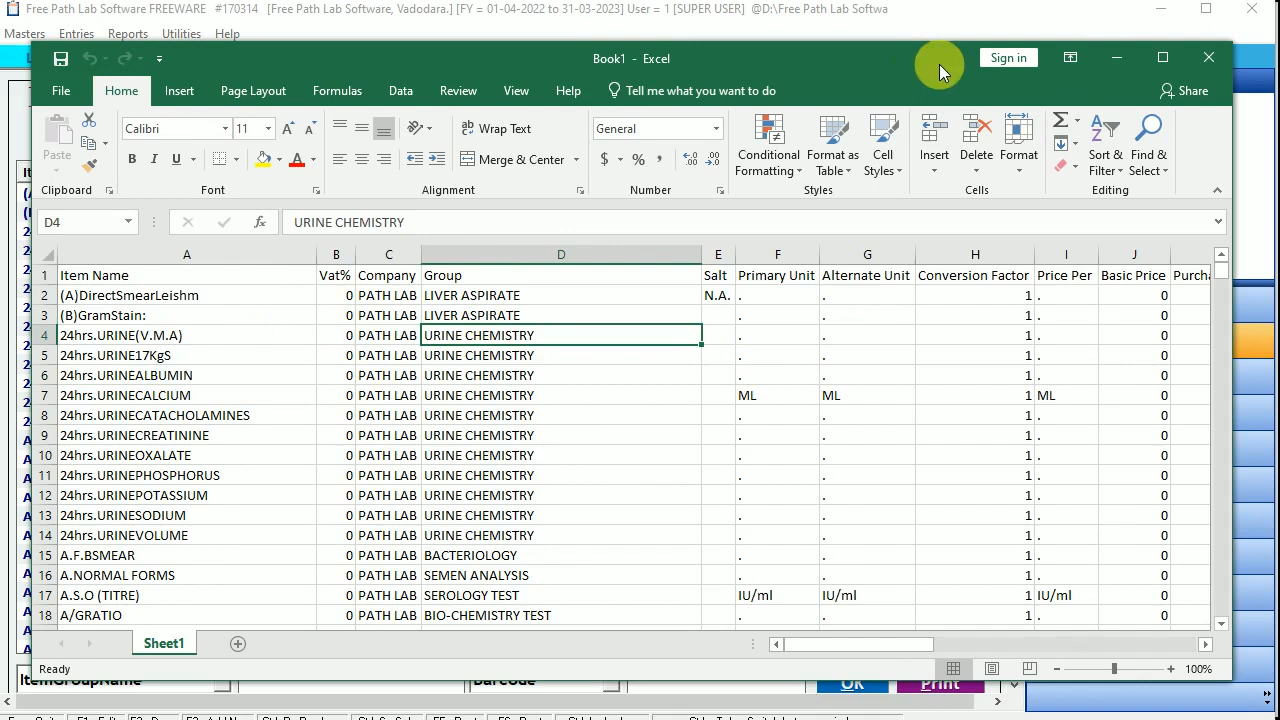 Free Path Lab Software FREEWARE #170314 [Free Path Lab Software, Vadodara.] [FY = 01-04-2022 to 31-03-2023] User = 1 [SUPER USER] @D:\Free Path Lab Softwa
Masters Entries Reports Utilities Help
Book1 - Excel Sign in
File Home Insert Page Layout Formulas Data Review View Help Tell me what you want to do Share
Paste Calibri 11 Wrap Text General Conditional Formatting Format as Table Cell Styles Insert Delete Format Sort & Filter Find & Select
B I U A Merge & Center $ %
Clipboard Font Alignment Number Styles Cells Editing
D4 fx URINE CHEMISTRY
A B C D E F G H I J
1 Item Name Vat% Company Group Salt Primary Unit Alternate Unit Conversion Factor Price Per Basic Price Purcha
2 (A)DirectSmearLeishm 0 PATH LAB LIVER ASPIRATE N.A. . . 1 . 0
3 (B)GramStain: 0 PATH LAB LIVER ASPIRATE . . 1 . 0
4 24hrs.URINE(V.M.A) 0 PATH LAB URINE CHEMISTRY . . 1 . 0
5 24hrs.URINE17KgS 0 PATH LAB URINE CHEMISTRY . . 1 . 0
6 24hrs.URINEALBUMIN 0 PATH LAB URINE CHEMISTRY . . 1 . 0
7 24hrs.URINECALCIUM 0 PATH LAB URINE CHEMISTRY ML ML 1 ML 0
8 24hrs.URINECATACHOLAMINES 0 PATH LAB URINE CHEMISTRY . . 1 . 0
9 24hrs.URINECREATININE 0 PATH LAB URINE CHEMISTRY . . 1 . 0
10 24hrs.URINEOXALATE 0 PATH LAB URINE CHEMISTRY . . 1 . 0
11 24hrs.URINEPHOSPHORUS 0 PATH LAB URINE CHEMISTRY . . 1 . 0
12 24hrs.URINEPOTASSIUM 0 PATH LAB URINE CHEMISTRY . . 1 . 0
13 24hrs.URINESODIUM 0 PATH LAB URINE CHEMISTRY . . 1 . 0
14 24hrs.URINEVOLUME 0 PATH LAB URINE CHEMISTRY . . 1 . 0
15 A.F.BSMEAR 0 PATH LAB BACTERIOLOGY . . 1 . 0
16 A.NORMAL FORMS 0 PATH LAB SEMEN ANALYSIS . . 1 . 0
17 A.S.O (TITRE) 0 PATH LAB SEROLOGY TEST IU/ml IU/ml 1 IU/ml 0
18 A/GRATIO 0 PATH LAB BIO-CHEMISTRY TEST . . 1 . 0
Sheet1
Ready 100%
ItemGroupName BarCode OK Print